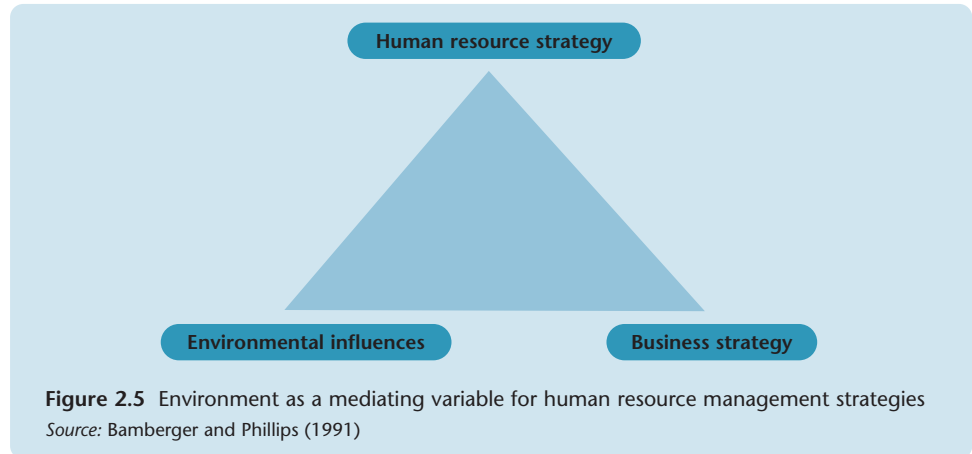 Human resource strategy
Environmental influences
Business strategy
Figure 2.5 Environment as a mediating variable for human resource management strategies
Source: Bamberger and Phillips (1991)